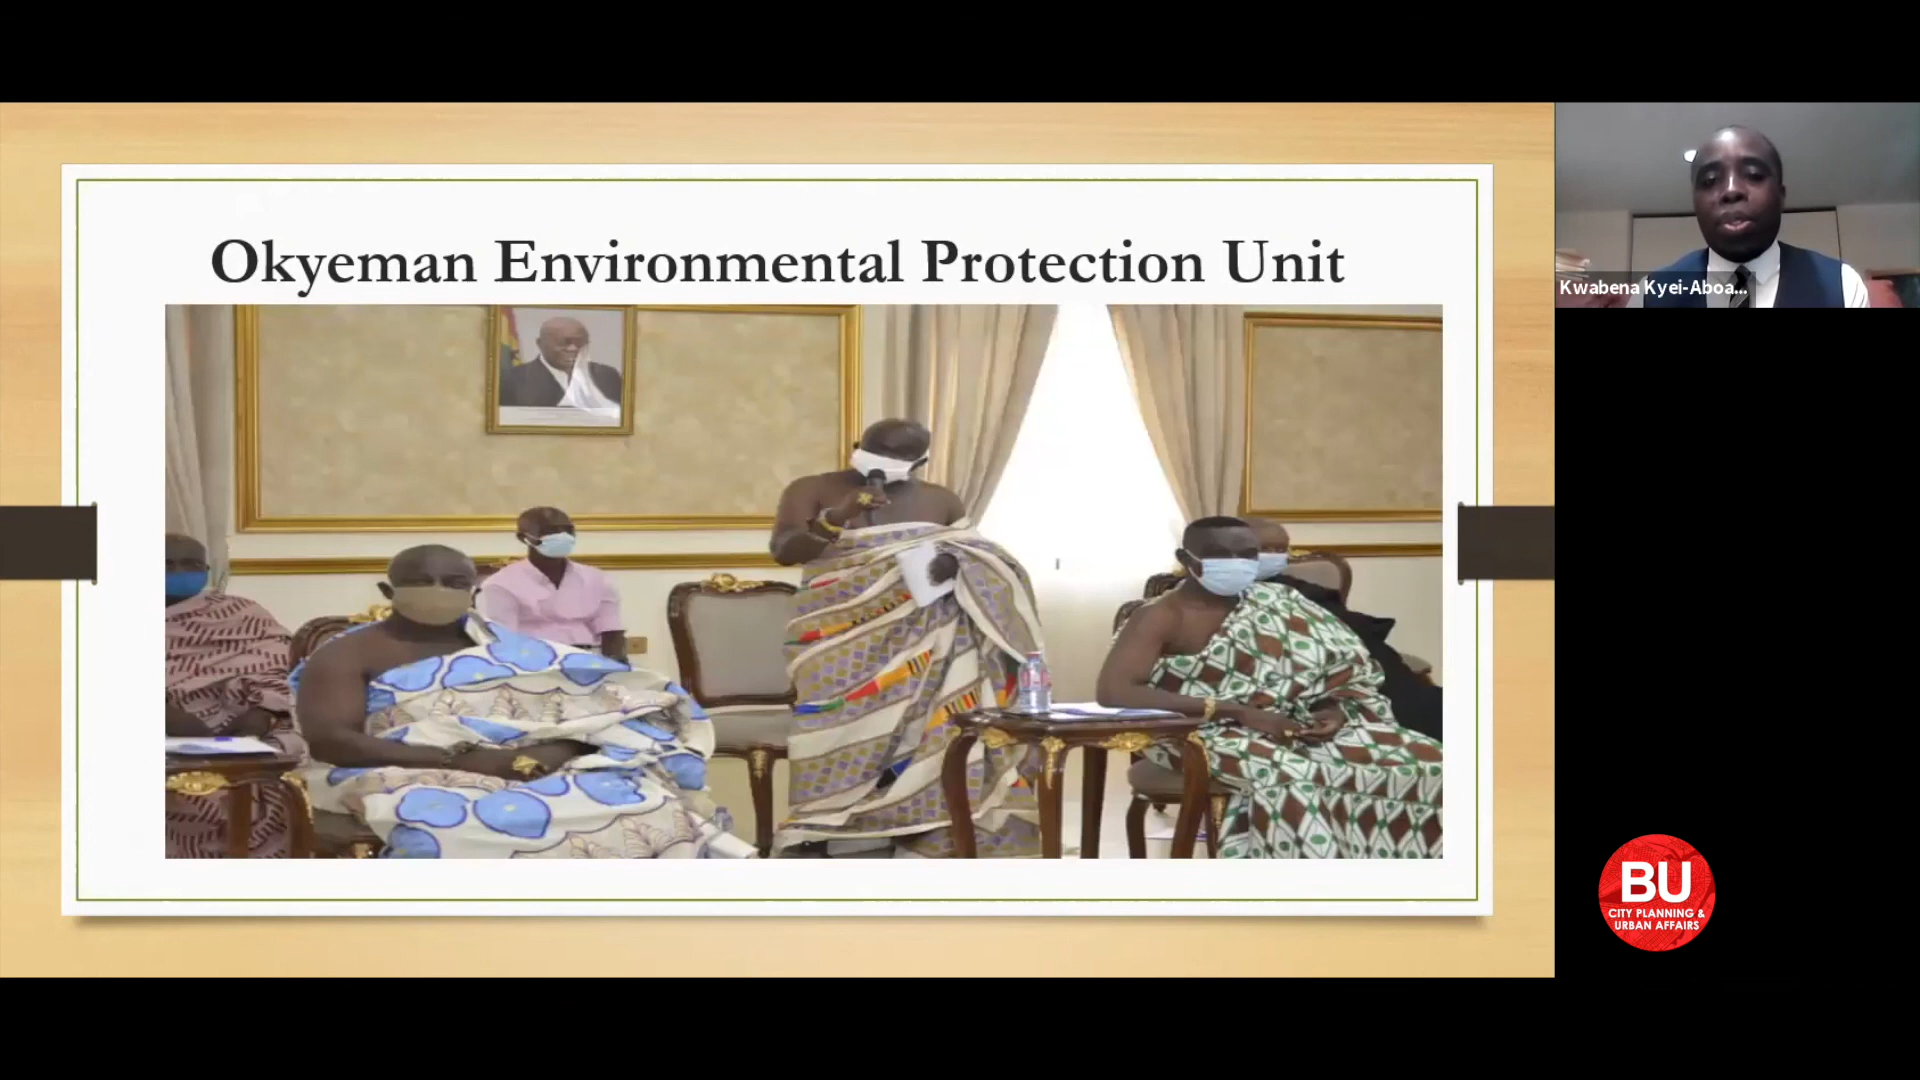 Okyeman Environmental Protection Unit
Kwabena Kyei-Aboa...
BU
CITY PLANNING &
URBAN AFFAIRS